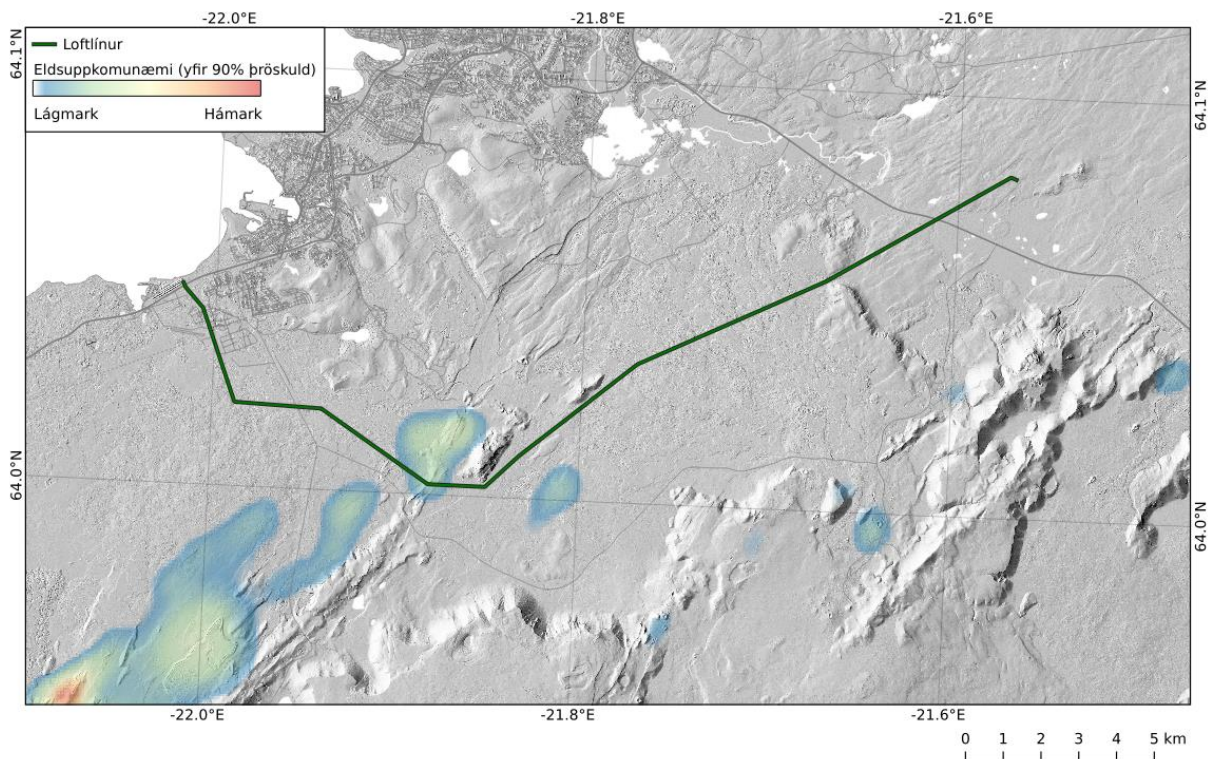 -22.0°E
-21.8°E
-21.6°E
64.1°N
Loftlínur
Eldsuppkomunæmi (yfir 90% þröskuld)
Lágmark
Hámark
64.1°N
64.0°N
64.0°N
-22.0°E
-21.8°E
-21.6°E
0 1 2 3 4 5 km